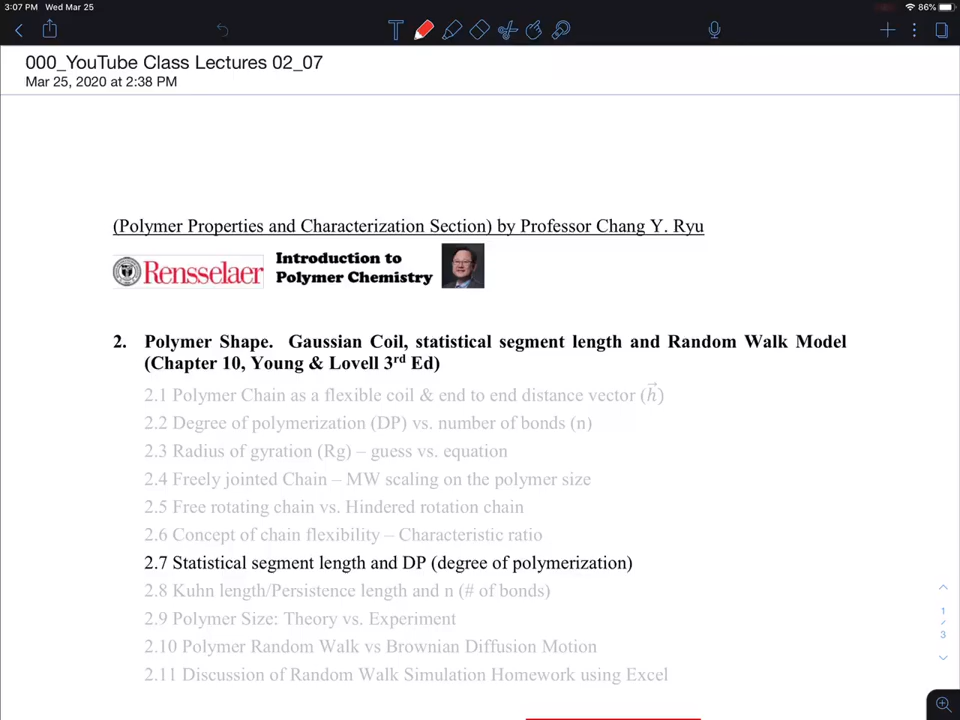 3:07 PM Wed Mar 25
86%
T
000_YouTube Class Lectures 02_07
Mar 25, 2020 at 2:38 PM
(Polymer Properties and Characterization Section) by Professor Chang Y. Ryu
Rensselaer
Introduction to
Polymer Chemistry
2. Polymer Shape. Gaussian Coil, statistical segment length and Random Walk Model
(Chapter 10, Young & Lovell 3rd Ed)
2.1 Polymer Chain as a flexible coil & end to end distance vector (h⃗)
2.2 Degree of polymerization (DP) vs. number of bonds (n)
2.3 Radius of gyration (Rg) – guess vs. equation
2.4 Freely jointed Chain – MW scaling on the polymer size
2.5 Free rotating chain vs. Hindered rotation chain
2.6 Concept of chain flexibility – Characteristic ratio
2.7 Statistical segment length and DP (degree of polymerization)
2.8 Kuhn length/Persistence length and n (# of bonds)
2.9 Polymer Size: Theory vs. Experiment
2.10 Polymer Random Walk vs Brownian Diffusion Motion
2.11 Discussion of Random Walk Simulation Homework using Excel
1
/
3